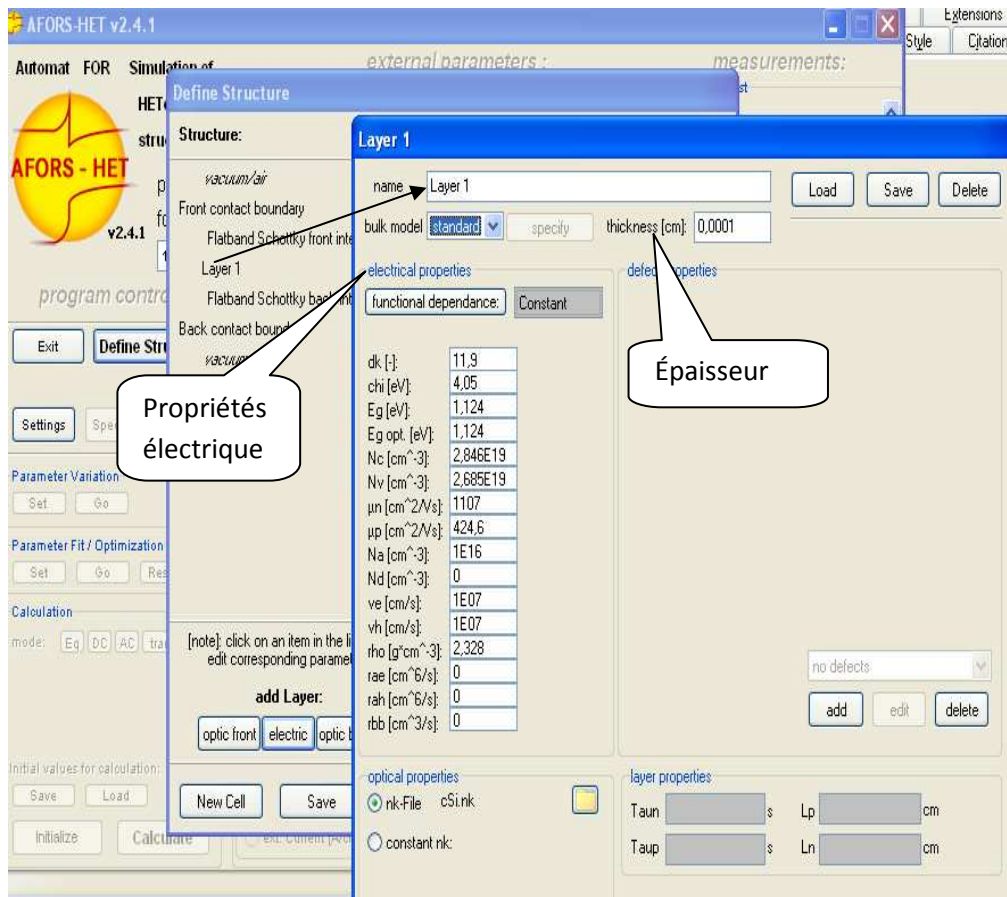 AFORS-HET v2.4.1
Extensions
Style
Citation
Automat FOR Simulation of
external parameters :
measurements:
AFORS - HET
v2.4.1
Define Structure
Structure:
vacuum/air
Front contact boundary
Flatband Schottky front inte
Layer 1
Flatband Schottky back int
Back contact bound
program contro
Exit
Define Stru
Settings
Spe
Parameter Variation
Set
Go
Parameter Fit / Optimization
Set
Go
Res
Calculation
mode:
Eq
DC
AC
tra
[note]: click on an item in the li
edit corresponding paramet
add Layer:
optic front
electric
optic b
Initial values for calculation:
Save
Load
New Cell
Save
Initialize
Calculate
Layer 1
name
Layer 1
Load
Save
Delete
bulk model
standard
specify
thickness [cm]:
0,0001
electrical properties
functional dependance:
Constant
dk [-]: 11,9
chi [eV]: 4,05
Eg [eV]: 1,124
Eg opt. [eV]: 1,124
Nc [cm^-3]: 2,846E19
Nv [cm^-3]: 2,685E19
µn [cm^2/Vs]: 1107
µp [cm^2/Vs]: 424,6
Na [cm^-3]: 1E16
Nd [cm^-3]: 0
ve [cm/s]: 1E07
vh [cm/s]: 1E07
rho [g*cm^-3]: 2,328
rae [cm^6/s]: 0
rah [cm^6/s]: 0
rbb [cm^3/s]: 0
Propriétés
électrique
Épaisseur
no defects
add
edit
delete
optical properties
nk-File cSi.nk
constant nk:
layer properties
Taun s Lp cm
Taup s Ln cm